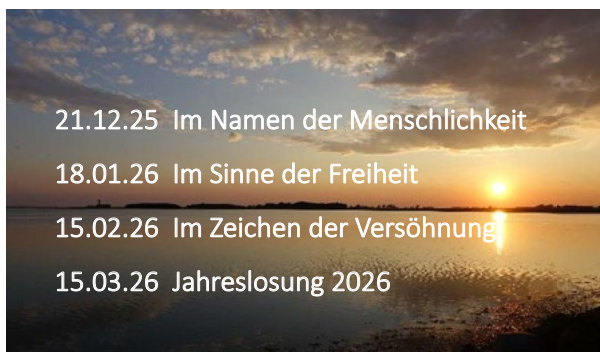 21.12.25 Im Namen der Menschlichkeit
18.01.26 Im Sinne der Freiheit
15.02.26 Im Zeichen der Versöhnung
15.03.26 Jahreslosung 2026